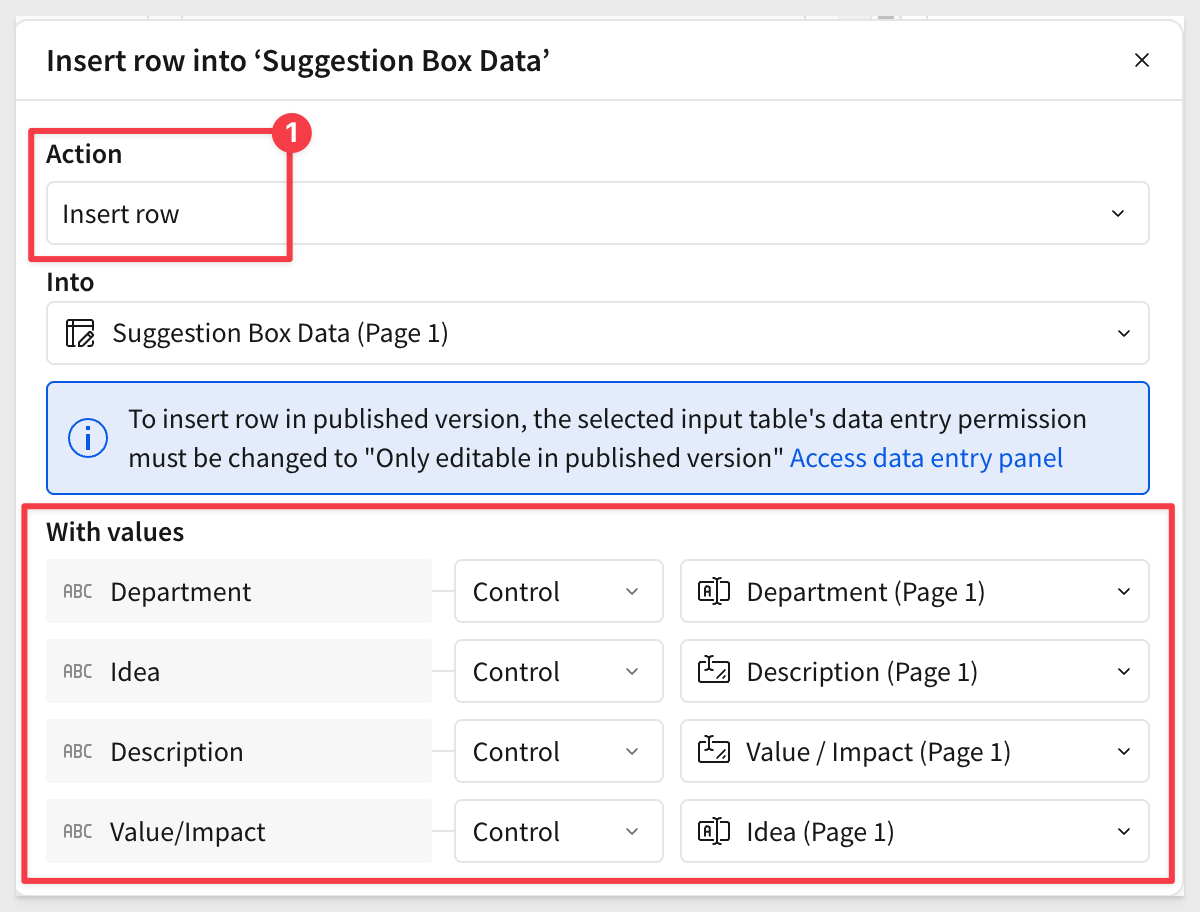 Insert row into ‘Suggestion Box Data’
1
Action
Insert row
Into
Suggestion Box Data (Page 1)
To insert row in published version, the selected input table's data entry permission
must be changed to "Only editable in published version" Access data entry panel
With values
ABC Department Control A Department (Page 1)
ABC Idea Control Description (Page 1)
ABC Description Control Value / Impact (Page 1)
ABC Value/Impact Control A Idea (Page 1)